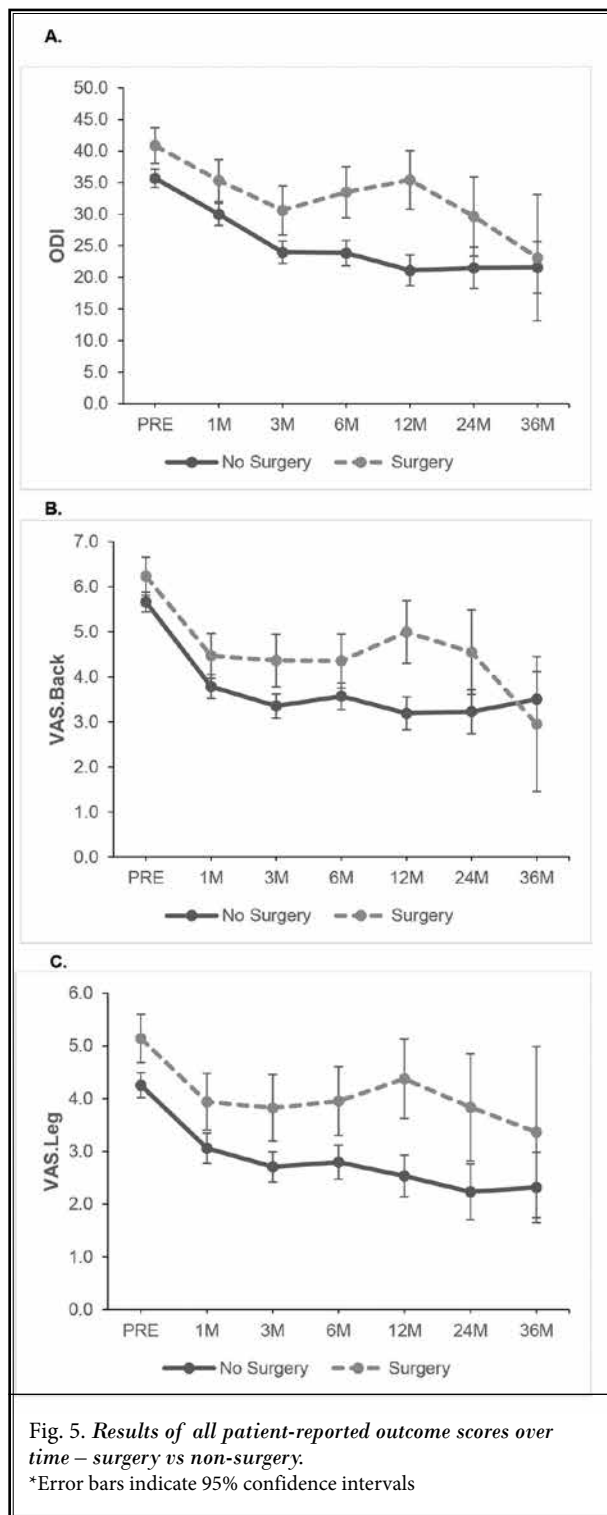 A.
50.0
45.0
40.0
35.0
30.0
25.0
20.0
15.0
10.0
5.0
0.0
ODI
PRE 1M 3M 6M 12M 24M 36M
No Surgery Surgery
B.
7.0
6.0
5.0
4.0
3.0
2.0
1.0
0.0
VAS.Back
PRE 1M 3M 6M 12M 24M 36M
No Surgery Surgery
C.
6.0
5.0
4.0
3.0
2.0
1.0
0.0
VAS.Leg
PRE 1M 3M 6M 12M 24M 36M
No Surgery Surgery
Fig. 5. Results of all patient-reported outcome scores over
time – surgery vs non-surgery.
*Error bars indicate 95% confidence intervals